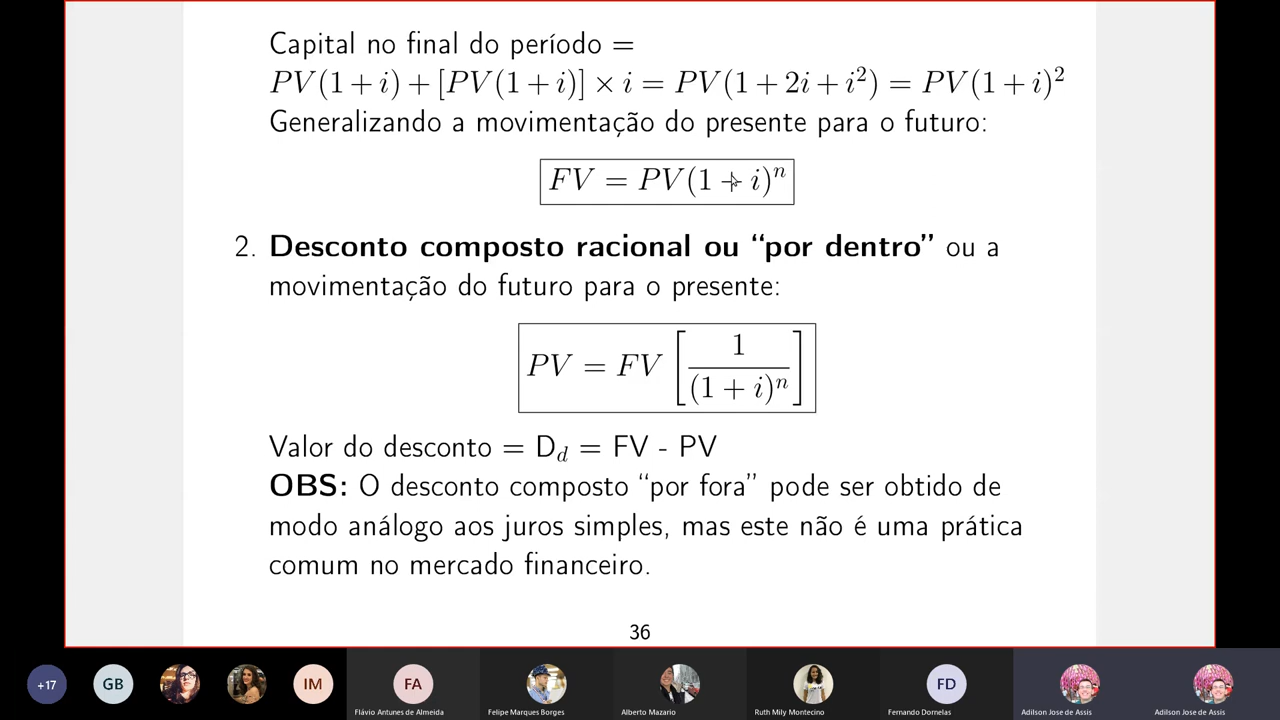 Capital no final do período =
PV(1 + i) + [PV(1 + i)] × i = PV(1 + 2i + i²) = PV(1 + i)²
Generalizando a movimentação do presente para o futuro:
FV = PV(1 + i)ⁿ
2. Desconto composto racional ou “por dentro” ou a
movimentação do futuro para o presente:
PV = FV [1 / (1 + i)ⁿ]
Valor do desconto = D_d = FV - PV
OBS: O desconto composto “por fora” pode ser obtido de
modo análogo aos juros simples, mas este não é uma prática
comum no mercado financeiro.
36
+17 GB IM FA FD
Flávio Antunes de Almeida Felipe Marques Borges Alberto Mazario Ruth Mily Montecino Fernando Dornelas Adilson Jose de Assis Adilson Jose de Assis